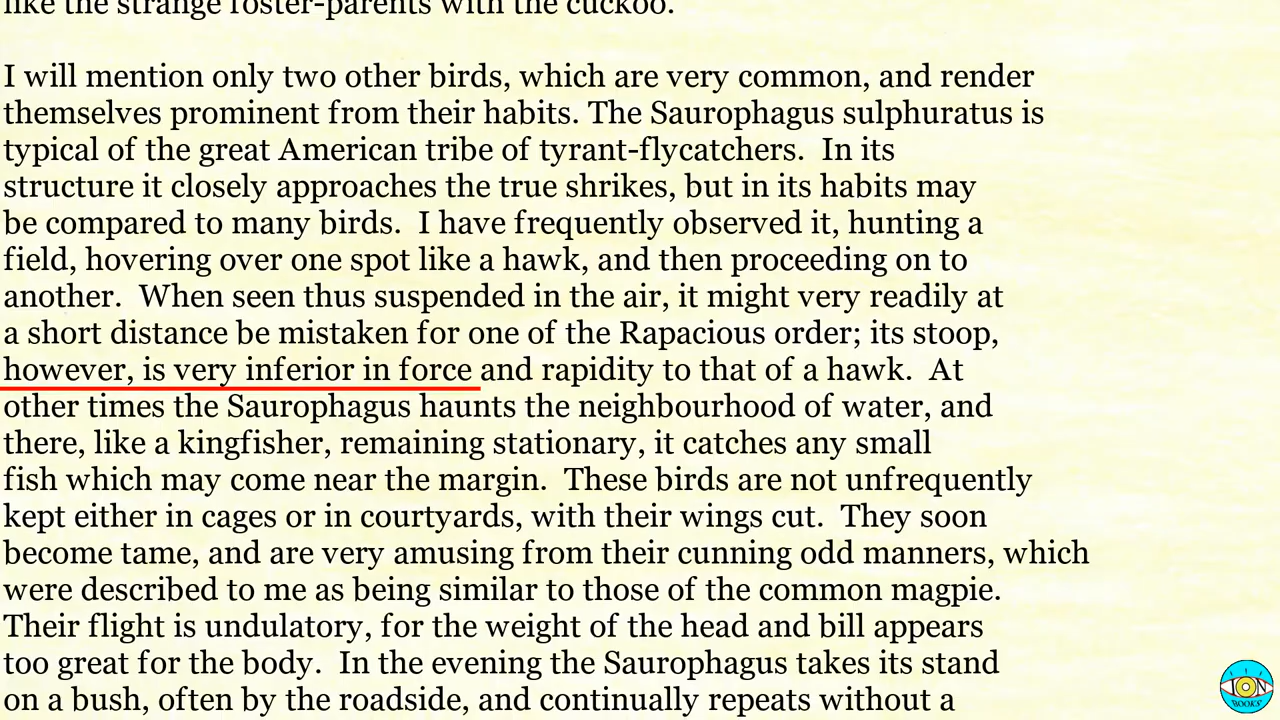 like the strange foster-parents with the cuckoo.
I will mention only two other birds, which are very common, and render
themselves prominent from their habits. The Saurophagus sulphuratus is
typical of the great American tribe of tyrant-flycatchers.  In its
structure it closely approaches the true shrikes, but in its habits may
be compared to many birds.  I have frequently observed it, hunting a
field, hovering over one spot like a hawk, and then proceeding on to
another.  When seen thus suspended in the air, it might very readily at
a short distance be mistaken for one of the Rapacious order; its stoop,
however, is very inferior in force and rapidity to that of a hawk.  At
other times the Saurophagus haunts the neighbourhood of water, and
there, like a kingfisher, remaining stationary, it catches any small
fish which may come near the margin.  These birds are not unfrequently
kept either in cages or in courtyards, with their wings cut.  They soon
become tame, and are very amusing from their cunning odd manners, which
were described to me as being similar to those of the common magpie.
Their flight is undulatory, for the weight of the head and bill appears
too great for the body.  In the evening the Saurophagus takes its stand
on a bush, often by the roadside, and continually repeats without a
ION
BOOKS